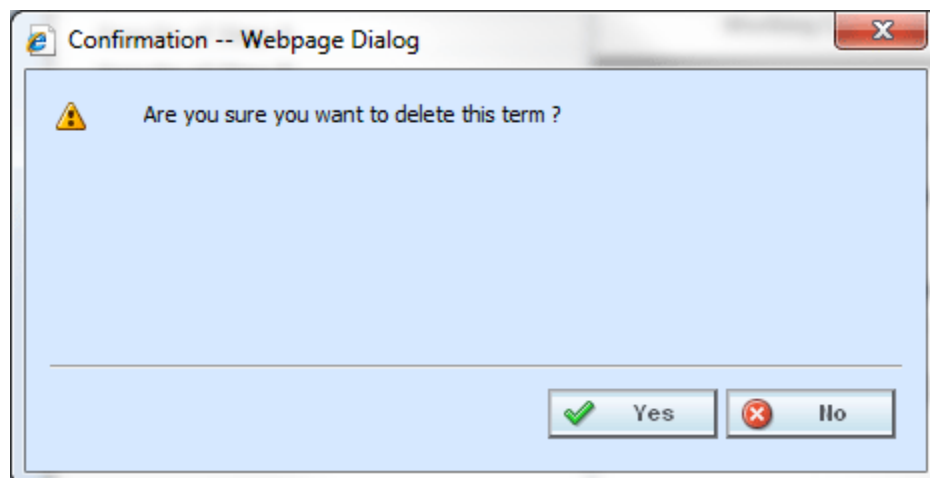 Confirmation -- Webpage Dialog
Are you sure you want to delete this term ?
Yes
No